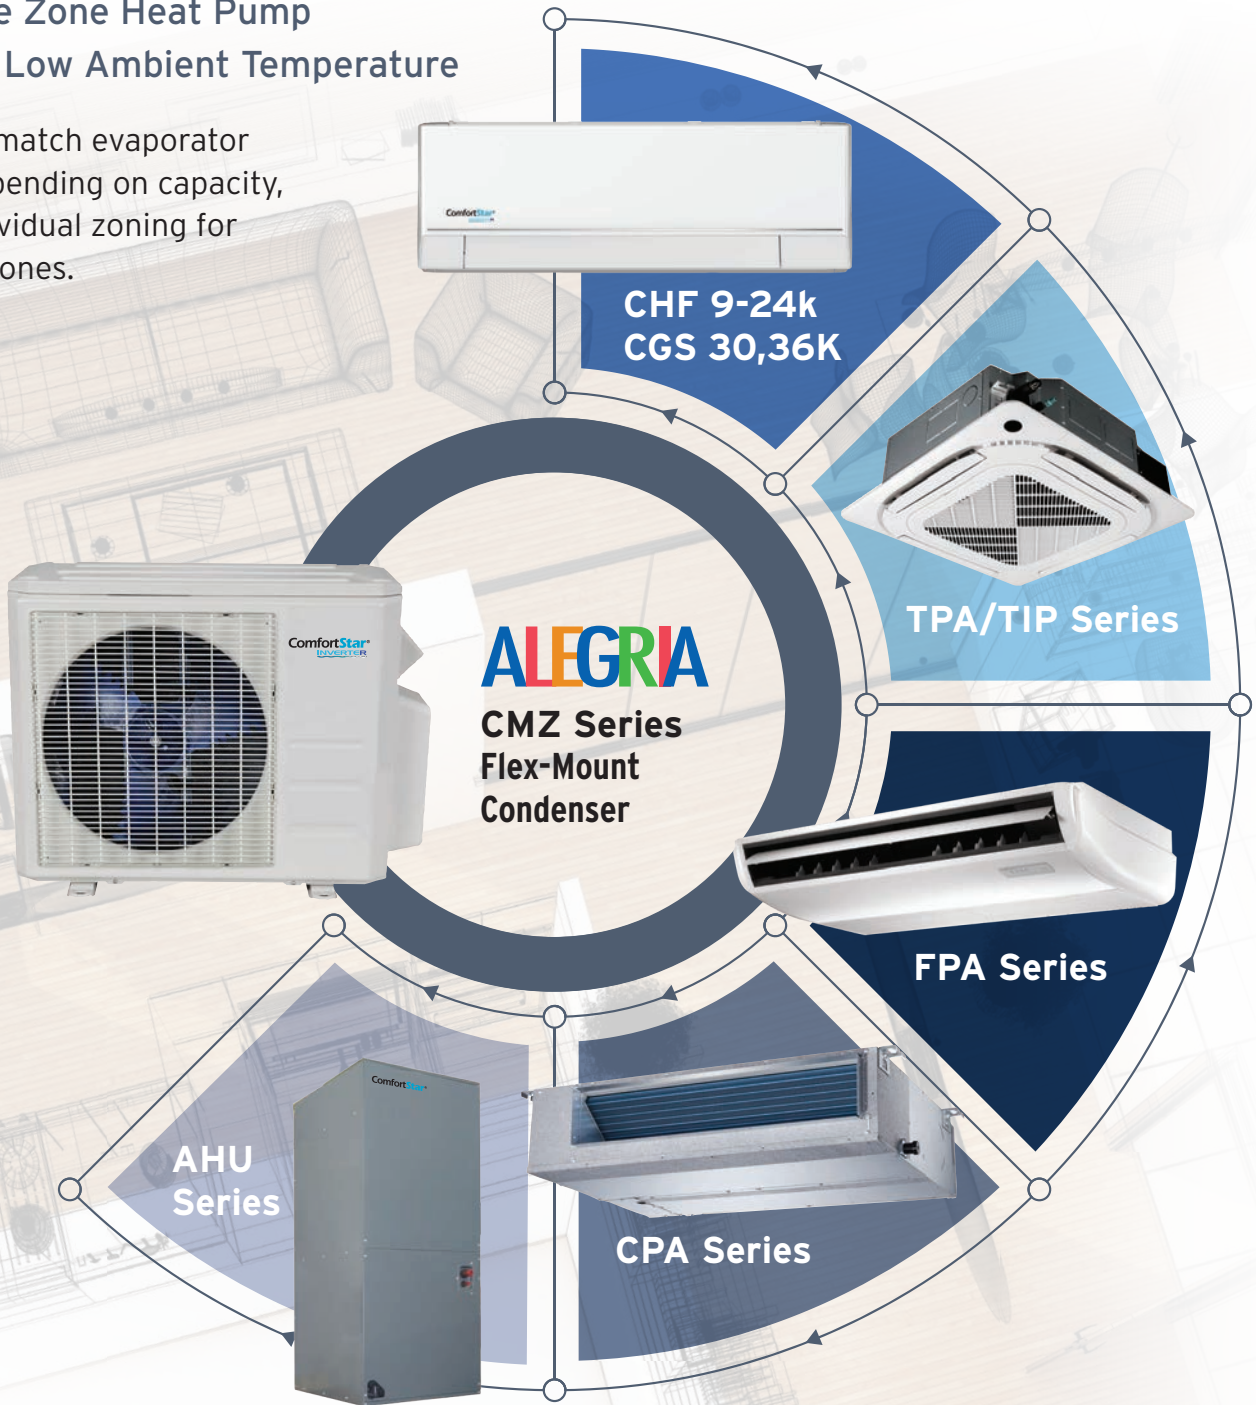 e Zone Heat Pump
Low Ambient Temperature
match evaporator
pending on capacity,
vidual zoning for
ones.
ComfortStar®
CHF 9-24k
CGS 30,36K
TPA/TIP Series
ComfortStar®
INVERTER
ALEGRIA
CMZ Series
Flex-Mount
Condenser
FPA Series
ComfortStar®
AHU
Series
CPA Series